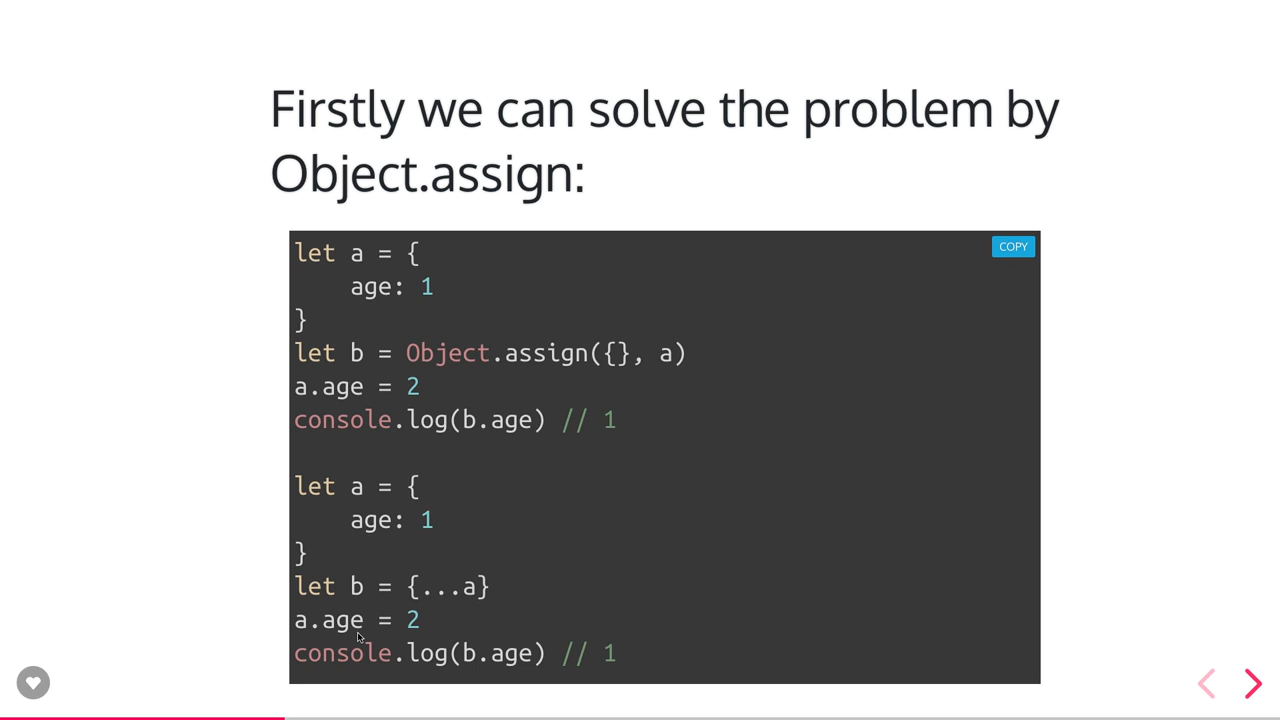 Firstly we can solve the problem by
Object.assign:
COPY
let a = {
    age: 1
}
let b = Object.assign({}, a)
a.age = 2
console.log(b.age) // 1

let a = {
    age: 1
}
let b = {...a}
a.age = 2
console.log(b.age) // 1